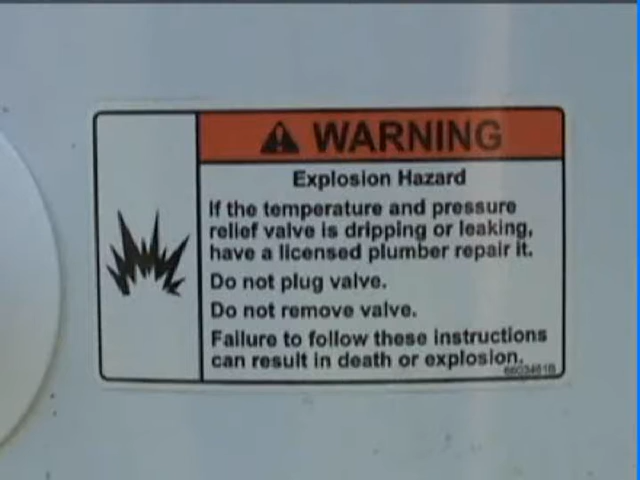 WARNING
Explosion Hazard
If the temperature and pressure
relief valve is dripping or leaking,
have a licensed plumber repair it.
Do not plug valve.
Do not remove valve.
Failure to follow these instructions
can result in death or explosion.